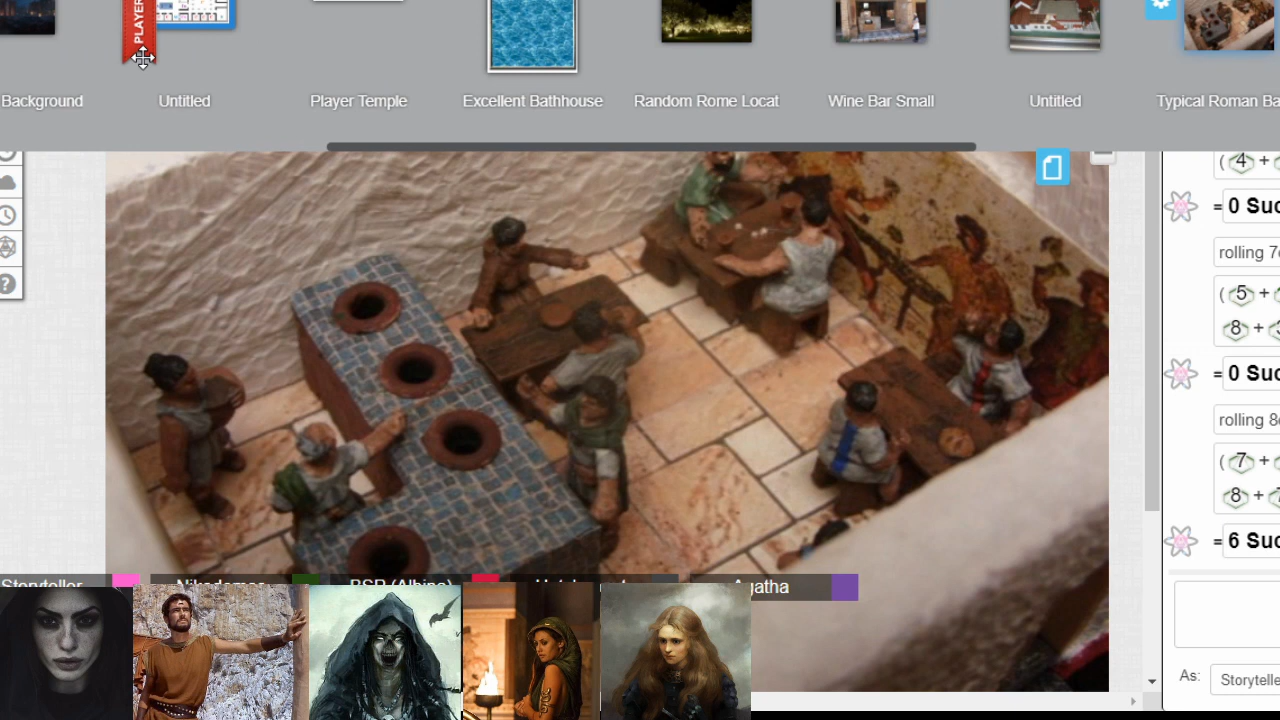 PLAYER
Background
Untitled
Player Temple
Excellent Bathhouse
Random Rome Locat
Wine Bar Small
Untitled
Typical Roman Ba
( 4 +
= 0 Suc
rolling 7
( 5 +
8 +
= 0 Suc
rolling 8
( 7 +
8 +
= 6 Suc
Storyteller
Agatha
As:
Storytelle